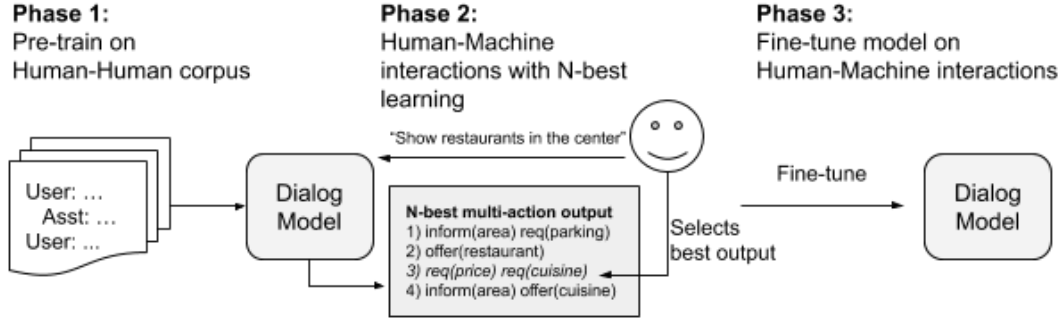 Phase 1:
Pre-train on
Human-Human corpus
Phase 2:
Human-Machine
interactions with N-best
learning
Phase 3:
Fine-tune model on
Human-Machine interactions
User: ...
Asst: ...
User: ...
Dialog
Model
"Show restaurants in the center"
N-best multi-action output
1) inform(area) req(parking)
2) offer(restaurant)
3) req(price) req(cuisine)
4) inform(area) offer(cuisine)
Selects
best output
Fine-tune
Dialog
Model